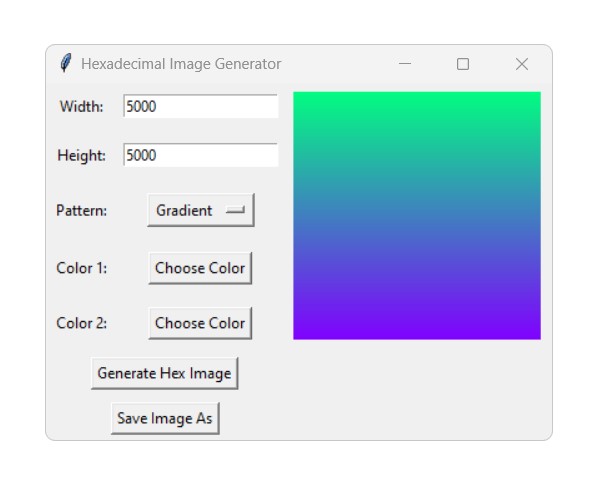 Hexadecimal Image Generator
Width: 5000
Height: 5000
Pattern: Gradient
Color 1: Choose Color
Color 2: Choose Color
Generate Hex Image
Save Image As